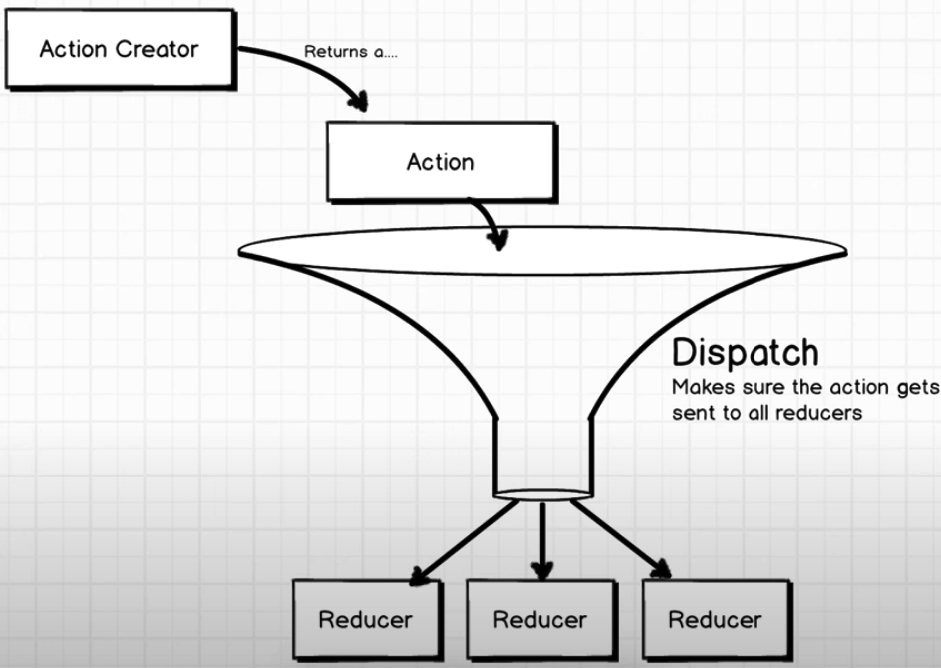 Action Creator
Returns a....
Action
Dispatch
Makes sure the action gets
sent to all reducers
Reducer
Reducer
Reducer